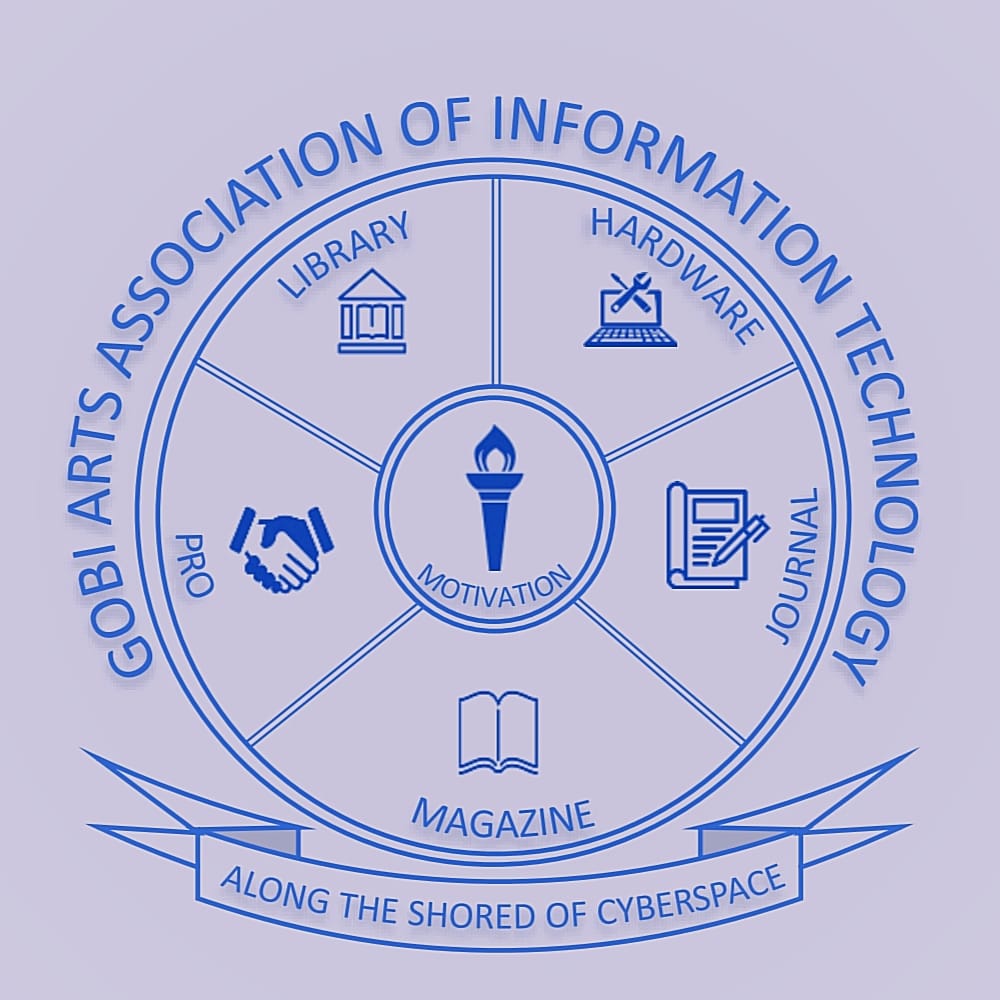 GOBI ARTS ASSOCIATION OF INFORMATION TECHNOLOGY
LIBRARY
HARDWARE
PRO
MOTIVATION
JOURNAL
MAGAZINE
ALONG THE SHORED OF CYBERSPACE